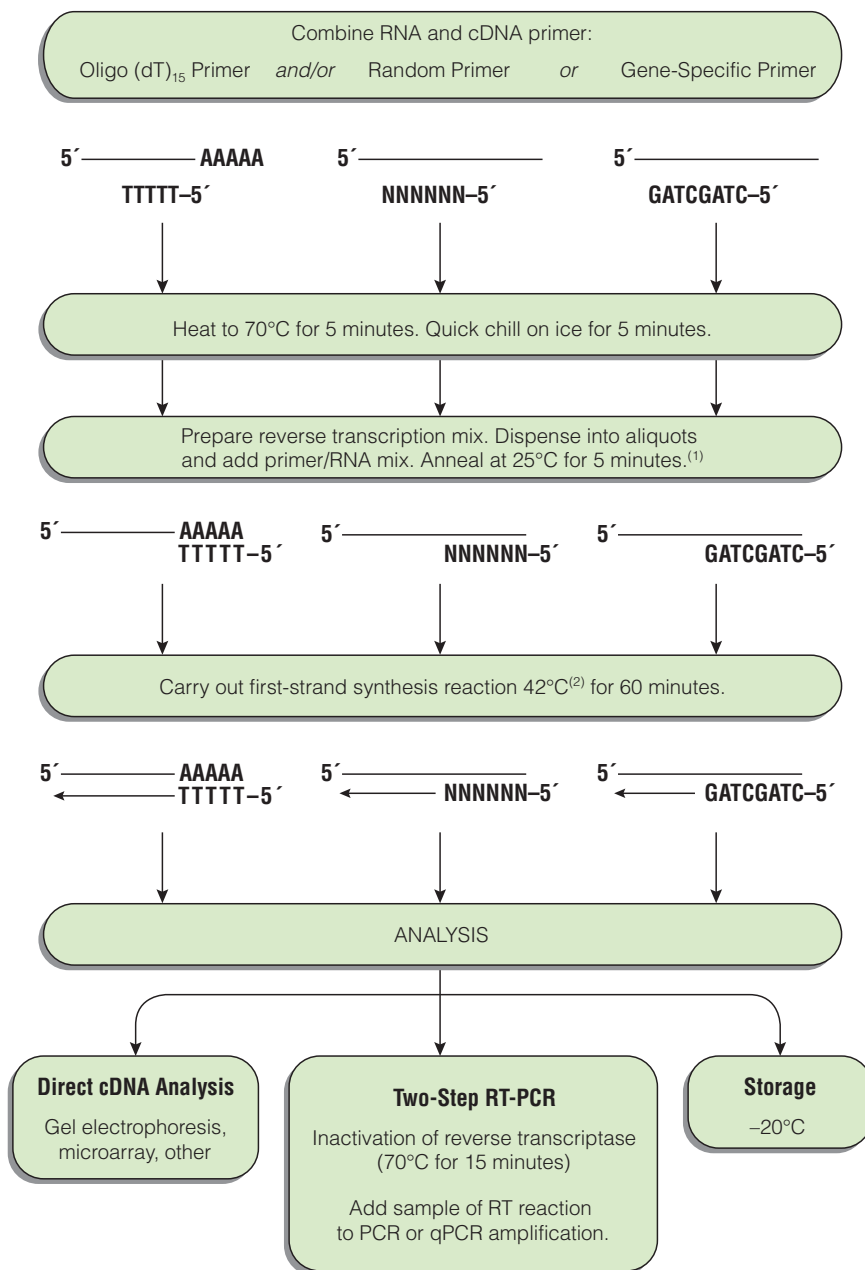 Combine RNA and cDNA primer:
Oligo (dT)15 Primer and/or Random Primer or Gene-Specific Primer
5´ AAAAA 5´ 5´
TTTTT–5´ NNNNNN–5´ GATCGATC–5´
Heat to 70°C for 5 minutes. Quick chill on ice for 5 minutes.
Prepare reverse transcription mix. Dispense into aliquots
and add primer/RNA mix. Anneal at 25°C for 5 minutes.(1)
5´ AAAAA 5´ 5´
TTTTT–5´ NNNNNN–5´ GATCGATC–5´
Carry out first-strand synthesis reaction 42°C(2) for 60 minutes.
5´ AAAAA 5´ 5´
TTTTT–5´ NNNNNN–5´ GATCGATC–5´
ANALYSIS
Direct cDNA Analysis
Gel electrophoresis,
microarray, other
Two-Step RT-PCR
Inactivation of reverse transcriptase
(70°C for 15 minutes)
Add sample of RT reaction
to PCR or qPCR amplification.
Storage
–20°C